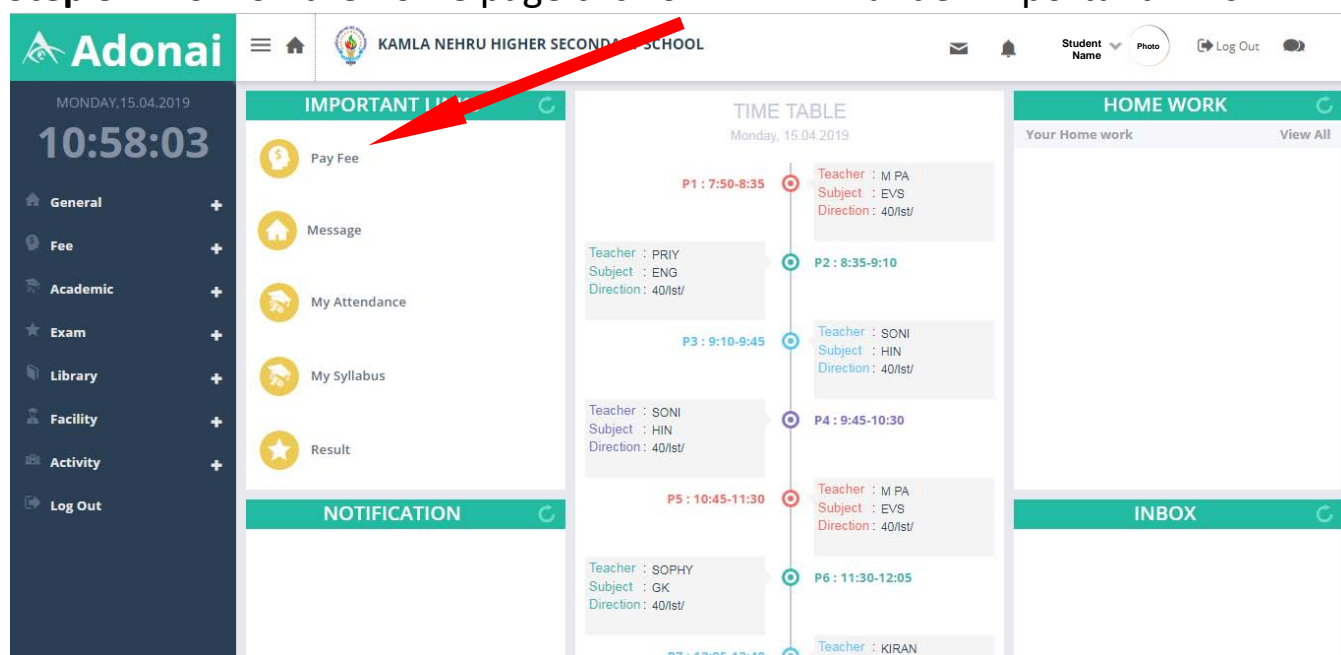 Adonai
KAMLA NEHRU HIGHER SECONDARY SCHOOL
Student Name
Photo
Log Out
MONDAY,15.04.2019
10:58:03
General
Fee
Academic
Exam
Library
Facility
Activity
Log Out
IMPORTANT
Pay Fee
Message
My Attendance
My Syllabus
Result
NOTIFICATION
TIME TABLE
Monday, 15.04.2019
P1 : 7:50-8:35
Teacher : M PA
Subject : EVS
Direction : 40/Ist/
Teacher : PRIY
Subject : ENG
Direction : 40/Ist/
P2 : 8:35-9:10
P3 : 9:10-9:45
Teacher : SONI
Subject : HIN
Direction : 40/Ist/
Teacher : SONI
Subject : HIN
Direction : 40/Ist/
P4 : 9:45-10:30
P5 : 10:45-11:30
Teacher : M PA
Subject : EVS
Direction : 40/Ist/
Teacher : SOPHY
Subject : GK
Direction : 40/Ist/
P6 : 11:30-12:05
Teacher : KIRAN
HOME WORK
Your Home work View All
INBOX